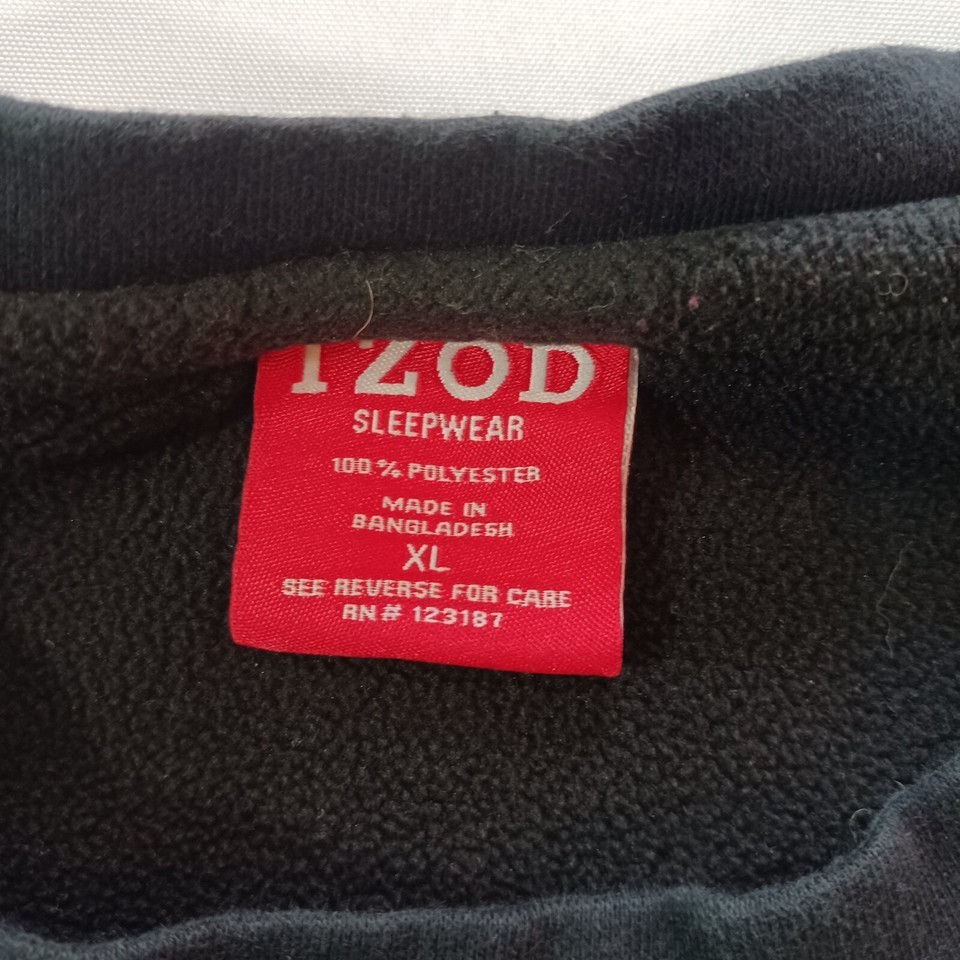 IZOD
SLEEPWEAR
100% POLYESTER
MADE IN
BANGLADESH
XL
SEE REVERSE FOR CARE
RN# 123187